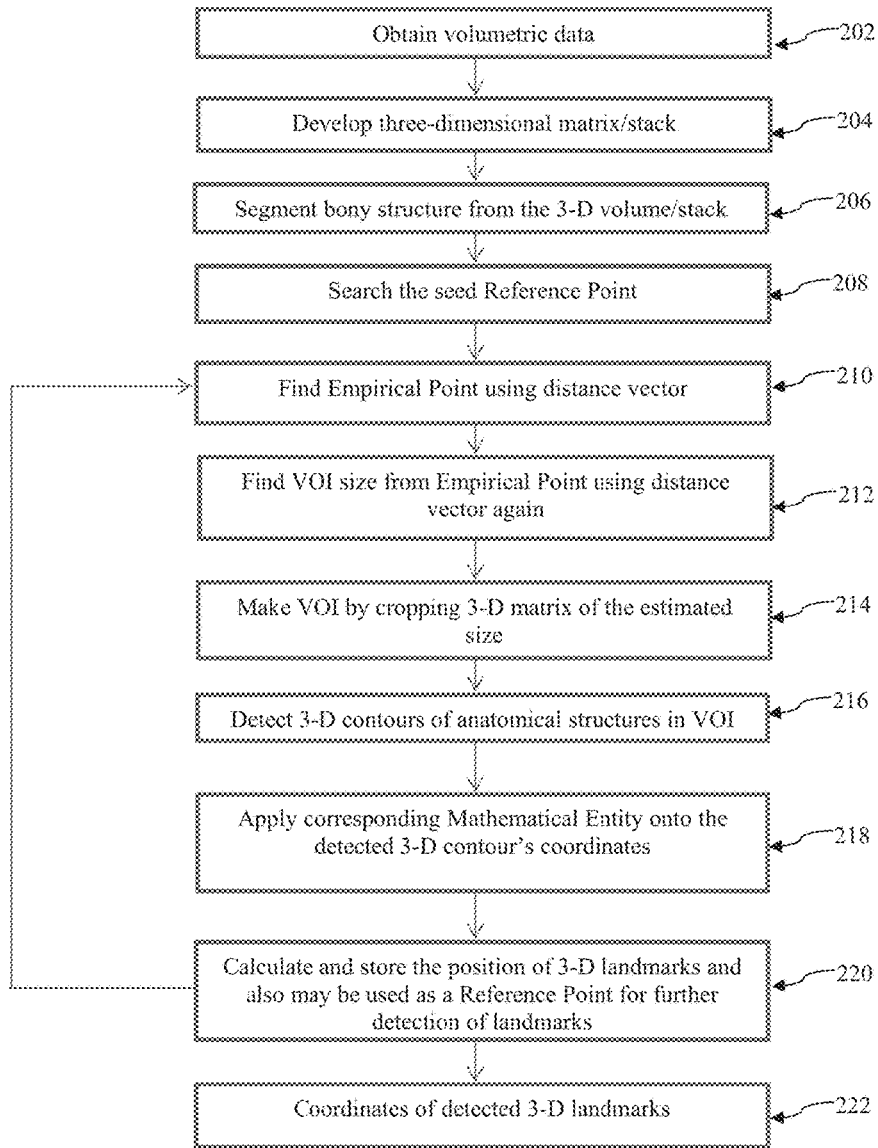 Obtain volumetric data
202
Develop three-dimensional matrix/stack
204
Segment bony structure from the 3-D volume/stack
206
Search the seed Reference Point
208
Find Empirical Point using distance vector
210
Find VOI size from Empirical Point using distance
vector again
212
Make VOI by cropping 3-D matrix of the estimated
size
214
Detect 3-D contours of anatomical structures in VOI
216
Apply corresponding Mathematical Entity onto the
detected 3-D contour's coordinates
218
Calculate and store the position of 3-D landmarks and
also may be used as a Reference Point for further
detection of landmarks
220
Coordinates of detected 3-D landmarks
222